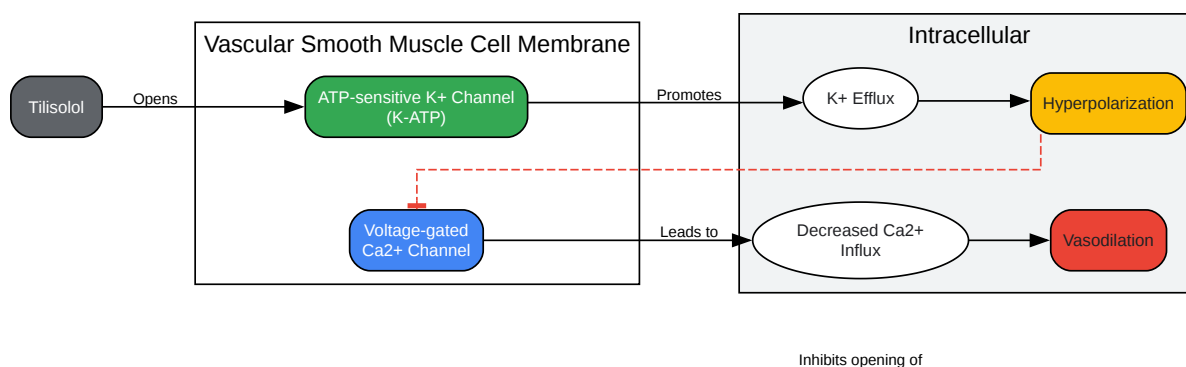 Vascular Smooth Muscle Cell Membrane
Intracellular
Tilisolol
Opens
ATP-sensitive K+ Channel
(K-ATP)
Promotes
K+ Efflux
Hyperpolarization
Voltage-gated
Ca2+ Channel
Leads to
Decreased Ca2+
Influx
Vasodilation
Inhibits opening of